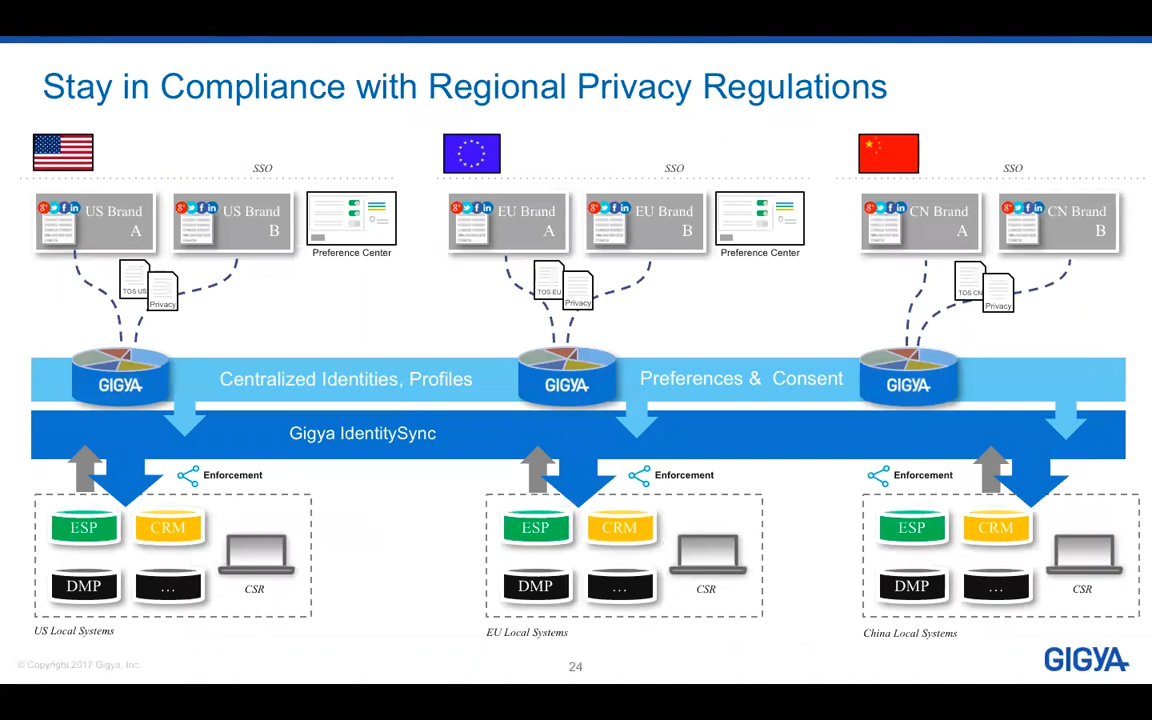 Stay in Compliance with Regional Privacy Regulations
SSO
SSO
SSO
US Brand
A
US Brand
B
Preference Center
EU Brand
A
EU Brand
B
Preference Center
CN Brand
A
CN Brand
B
TOS US
Privacy
TOS EU
Privacy
TOS CN
Privacy
GIGYA
Centralized Identities, Profiles
GIGYA
Preferences & Consent
GIGYA
Gigya IdentitySync
Enforcement
Enforcement
Enforcement
ESP
CRM
DMP
...
CSR
US Local Systems
ESP
CRM
DMP
...
CSR
EU Local Systems
ESP
CRM
DMP
...
CSR
China Local Systems
© Copyright 2017 Gigya, Inc.
24
GIGYA